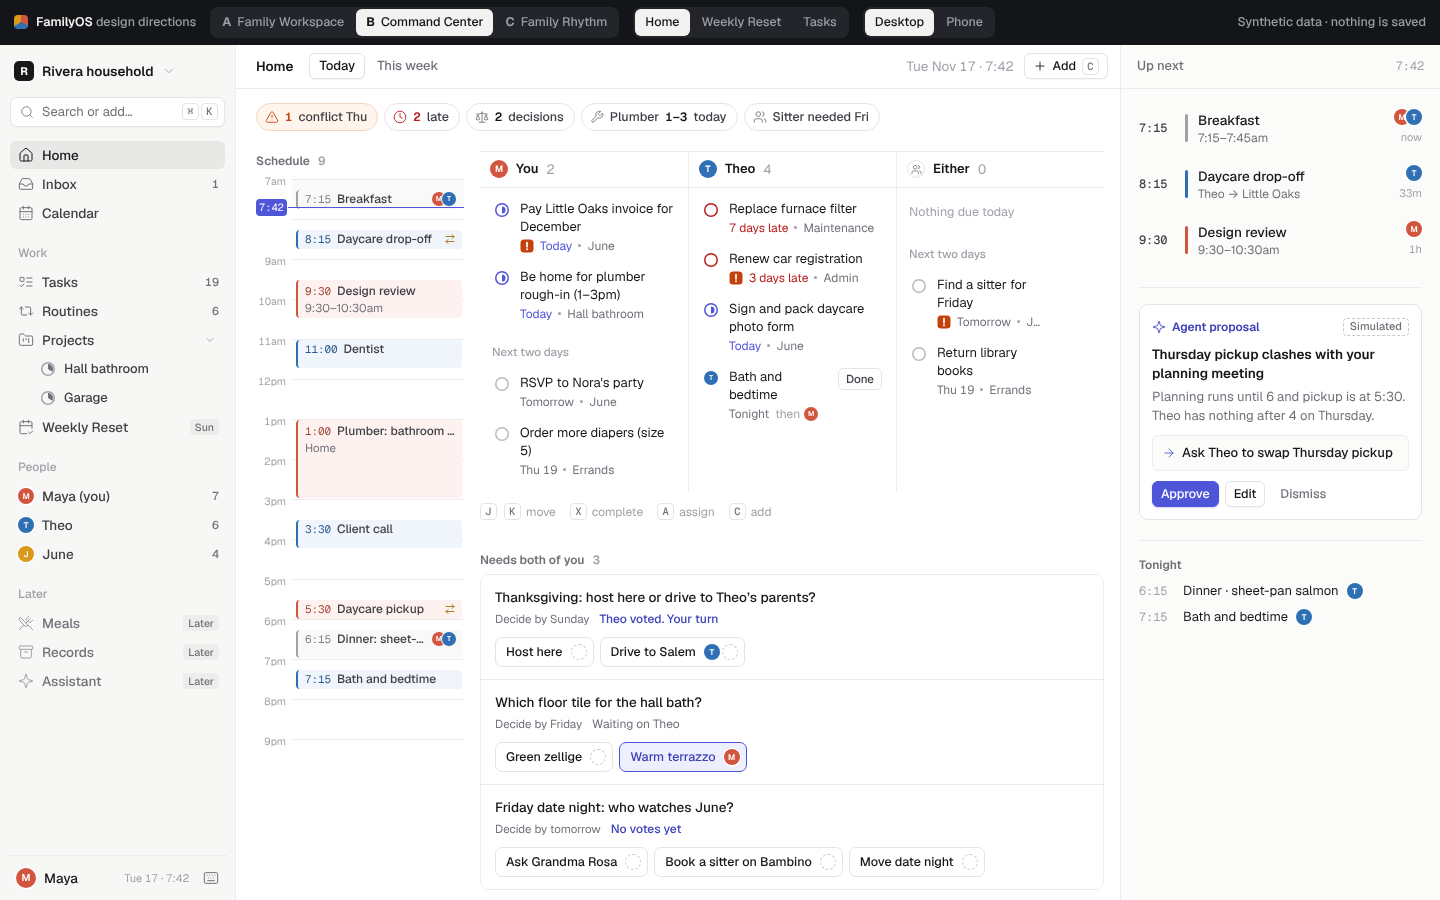 FamilyOS design directions
A Family Workspace
B Command Center
C Family Rhythm
Home
Weekly Reset
Tasks
Desktop
Phone
Synthetic data · nothing is saved
R Rivera household
Search or add... ⌘ K
Home
Inbox 1
Calendar
Work
Tasks 19
Routines 6
Projects
Hall bathroom
Garage
Weekly Reset Sun
People
M Maya (you) 7
T Theo 6
J June 4
Later
Meals Later
Records Later
Assistant Later
M Maya Tue 17 · 7:42
Home Today This week
Tue Nov 17 · 7:42
+ Add C
1 conflict Thu
2 late
2 decisions
Plumber 1–3 today
Sitter needed Fri
Schedule 9
7am
7:15 Breakfast M T
7:42
8:15 Daycare drop-off
9am
9:30 Design review
9:30–10:30am
10am
11am
11:00 Dentist
12pm
1pm
1:00 Plumber: bathroom ...
Home
2pm
3pm
3:30 Client call
4pm
5pm
5:30 Daycare pickup
6pm
6:15 Dinner: sheet-... M T
7pm
7:15 Bath and bedtime
8pm
9pm
M You 2
Pay Little Oaks invoice for
December
! Today • June
Be home for plumber
rough-in (1–3pm)
Today • Hall bathroom
Next two days
RSVP to Nora's party
Tomorrow • June
Order more diapers (size
5)
Thu 19 • Errands
T Theo 4
Replace furnace filter
7 days late • Maintenance
Renew car registration
! 3 days late • Admin
Sign and pack daycare
photo form
Today • June
T Bath and
bedtime
Done
Tonight then M
Either 0
Nothing due today
Next two days
Find a sitter for
Friday
! Tomorrow • J...
Return library
books
Thu 19 • Errands
J K move X complete A assign C add
Needs both of you 3
Thanksgiving: host here or drive to Theo's parents?
Decide by Sunday Theo voted. Your turn
Host here
Drive to Salem T
Which floor tile for the hall bath?
Decide by Friday Waiting on Theo
Green zellige
Warm terrazzo M
Friday date night: who watches June?
Decide by tomorrow No votes yet
Ask Grandma Rosa
Book a sitter on Bambino
Move date night
Up next 7:42
7:15 Breakfast M T
7:15–7:45am now
8:15 Daycare drop-off T
Theo → Little Oaks 33m
9:30 Design review M
9:30–10:30am 1h
Agent proposal Simulated
Thursday pickup clashes with your
planning meeting
Planning runs until 6 and pickup is at 5:30.
Theo has nothing after 4 on Thursday.
→ Ask Theo to swap Thursday pickup
Approve Edit Dismiss
Tonight
6:15 Dinner · sheet-pan salmon T
7:15 Bath and bedtime T